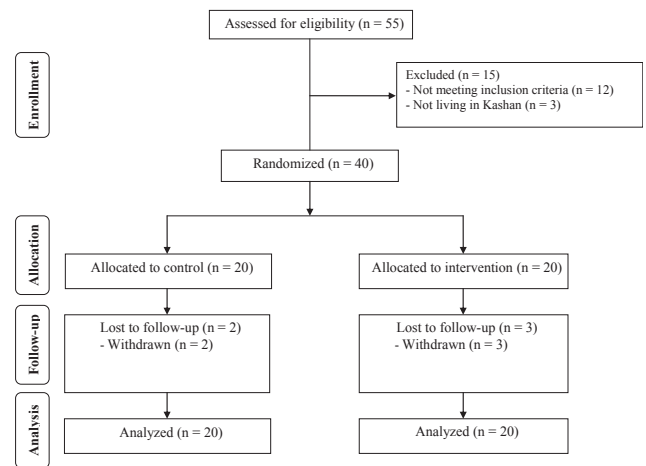 Assessed for eligibility (n = 55)
Enrollment
Excluded (n = 15)
- Not meeting inclusion criteria (n = 12)
- Not living in Kashan (n = 3)
Randomized (n = 40)
Allocation
Allocated to control (n = 20)
Allocated to intervention (n = 20)
Follow-up
Lost to follow-up (n = 2)
- Withdrawn (n = 2)
Lost to follow-up (n = 3)
- Withdrawn (n = 3)
Analysis
Analyzed (n = 20)
Analyzed (n = 20)